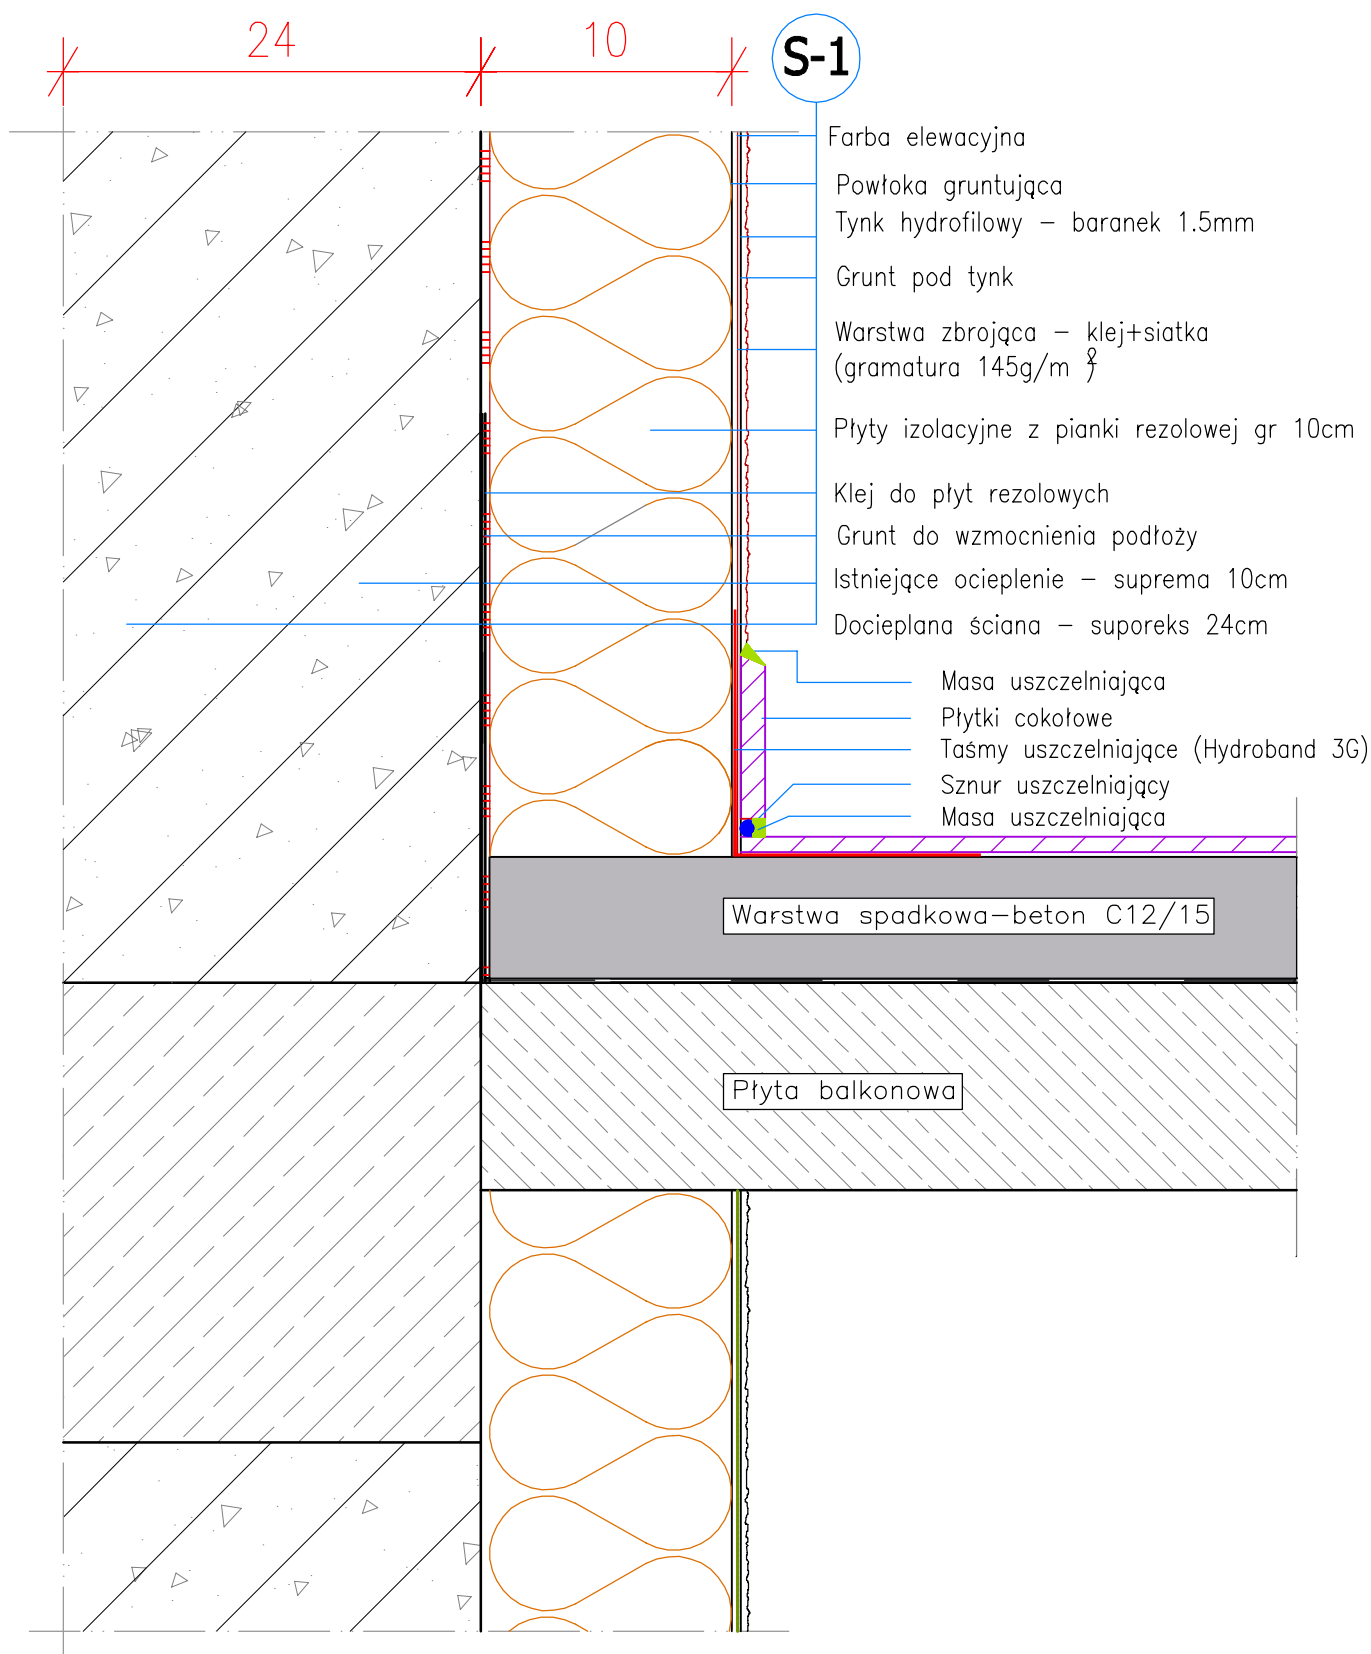 24
10
S-1
Farba elewacyjna
Powłoka gruntująca
Tynk hydrofilowy – baranek 1.5mm
Grunt pod tynk
Warstwa zbrojąca – klej+siatka
(gramatura 145g/m²)
Płyty izolacyjne z pianki rezolowej gr 10cm
Klej do płyt rezolowych
Grunt do wzmocnienia podłoży
Istniejące ocieplenie – suprema 10cm
Docieplana ściana – suporeks 24cm
Masa uszczelniająca
Płytki cokołowe
Taśmy uszczelniające (Hydroband 3G)
Sznur uszczelniający
Masa uszczelniająca
Warstwa spadkowa–beton C12/15
Płyta balkonowa